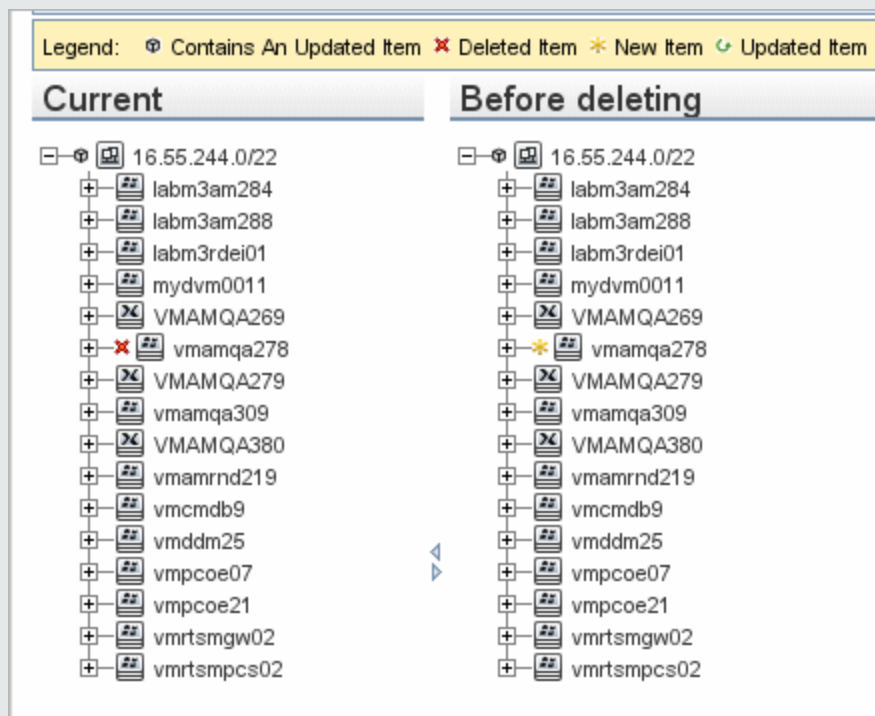 Legend: Contains An Updated Item Deleted Item New Item Updated Item
Current
16.55.244.0/22
labm3am284
labm3am288
labm3rdei01
mydvm0011
VMAMQA269
vmamqa278
VMAMQA279
vmamqa309
VMAMQA380
vmamrnd219
vmcmdb9
vmddm25
vmpcoe07
vmpcoe21
vmrtsmgw02
vmrtsmpcs02
Before deleting
16.55.244.0/22
labm3am284
labm3am288
labm3rdei01
mydvm0011
VMAMQA269
vmamqa278
VMAMQA279
vmamqa309
VMAMQA380
vmamrnd219
vmcmdb9
vmddm25
vmpcoe07
vmpcoe21
vmrtsmgw02
vmrtsmpcs02